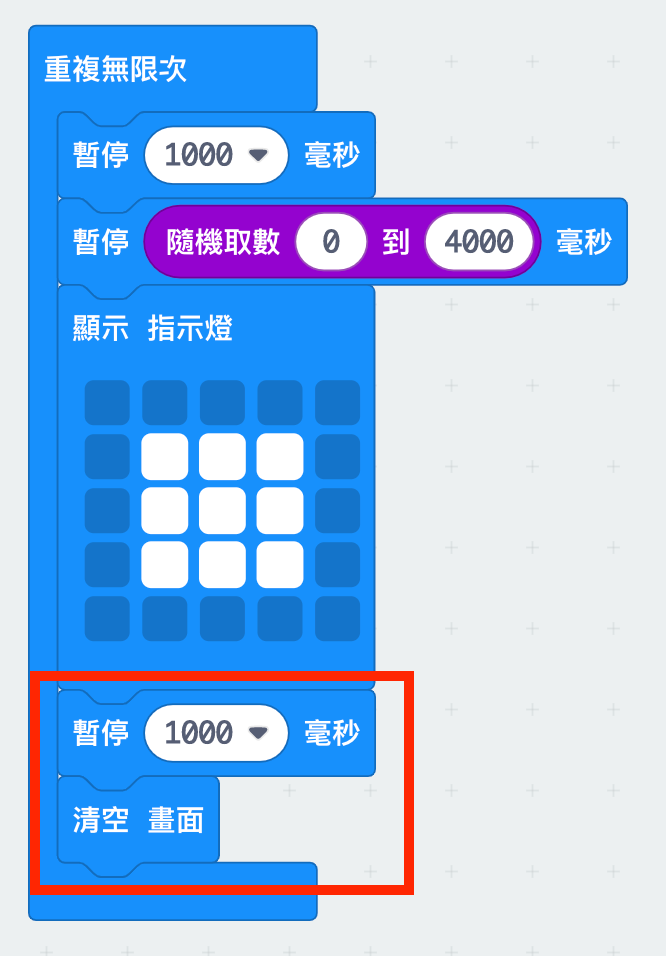 重複無限次
暫停 1000 毫秒
暫停 隨機取數 0 到 4000 毫秒
顯示 指示燈
暫停 1000 毫秒
清空 畫面